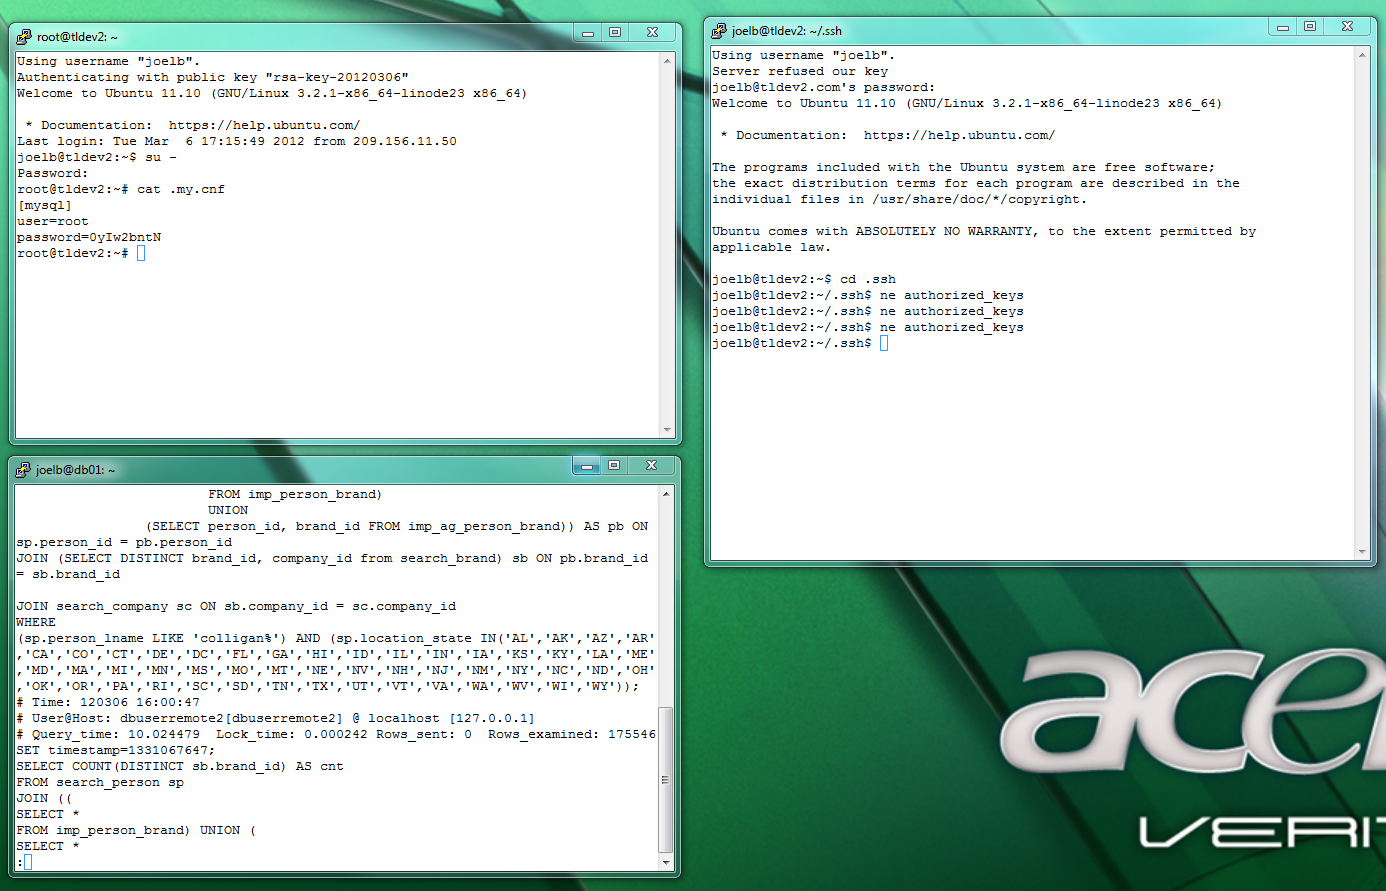 root@tldev2: ~
Using username "joelb".
Authenticating with public key "rsa-key-20120306"
Welcome to Ubuntu 11.10 (GNU/Linux 3.2.1-x86_64-linode23 x86_64)
* Documentation:  https://help.ubuntu.com/
Last login: Tue Mar  6 17:15:49 2012 from 209.156.11.50
joelb@tldev2:~$ su -
Password:
root@tldev2:~# cat .my.cnf
[mysql]
user=root
password=0yIw2bntN
root@tldev2:~#
joelb@tldev2: ~/.ssh
Using username "joelb".
Server refused our key
joelb@tldev2.com's password:
Welcome to Ubuntu 11.10 (GNU/Linux 3.2.1-x86_64-linode23 x86_64)
* Documentation:  https://help.ubuntu.com/
The programs included with the Ubuntu system are free software;
the exact distribution terms for each program are described in the
individual files in /usr/share/doc/*/copyright.
Ubuntu comes with ABSOLUTELY NO WARRANTY, to the extent permitted by
applicable law.
joelb@tldev2:~$ cd .ssh
joelb@tldev2:~/.ssh$ ne authorized_keys
joelb@tldev2:~/.ssh$ ne authorized_keys
joelb@tldev2:~/.ssh$ ne authorized_keys
joelb@tldev2:~/.ssh$
joelb@db01: ~
FROM imp_person_brand)
UNION
(SELECT person_id, brand_id FROM imp_ag_person_brand)) AS pb ON
sp.person_id = pb.person_id
JOIN (SELECT DISTINCT brand_id, company_id from search_brand) sb ON pb.brand_id
= sb.brand_id
JOIN search_company sc ON sb.company_id = sc.company_id
WHERE
(sp.person_lname LIKE 'colligan%') AND (sp.location_state IN('AL','AK','AZ','AR'
,'CA','CO','CT','DE','DC','FL','GA','HI','ID','IL','IN','IA','KS','KY','LA','ME'
,'MD','MA','MI','MN','MS','MO','MT','NE','NV','NH','NJ','NM','NY','NC','ND','OH'
,'OK','OR','PA','RI','SC','SD','TN','TX','UT','VT','VA','WA','WV','WI','WY'));
# Time: 120306 16:00:47
# User@Host: dbuserremote2[dbuserremote2] @ localhost [127.0.0.1]
# Query_time: 10.024479  Lock_time: 0.000242 Rows_sent: 0  Rows_examined: 175546
SET timestamp=1331067647;
SELECT COUNT(DISTINCT sb.brand_id) AS cnt
FROM search_person sp
JOIN ((
SELECT *
FROM imp_person_brand) UNION (
SELECT *
:
acer
VERIT